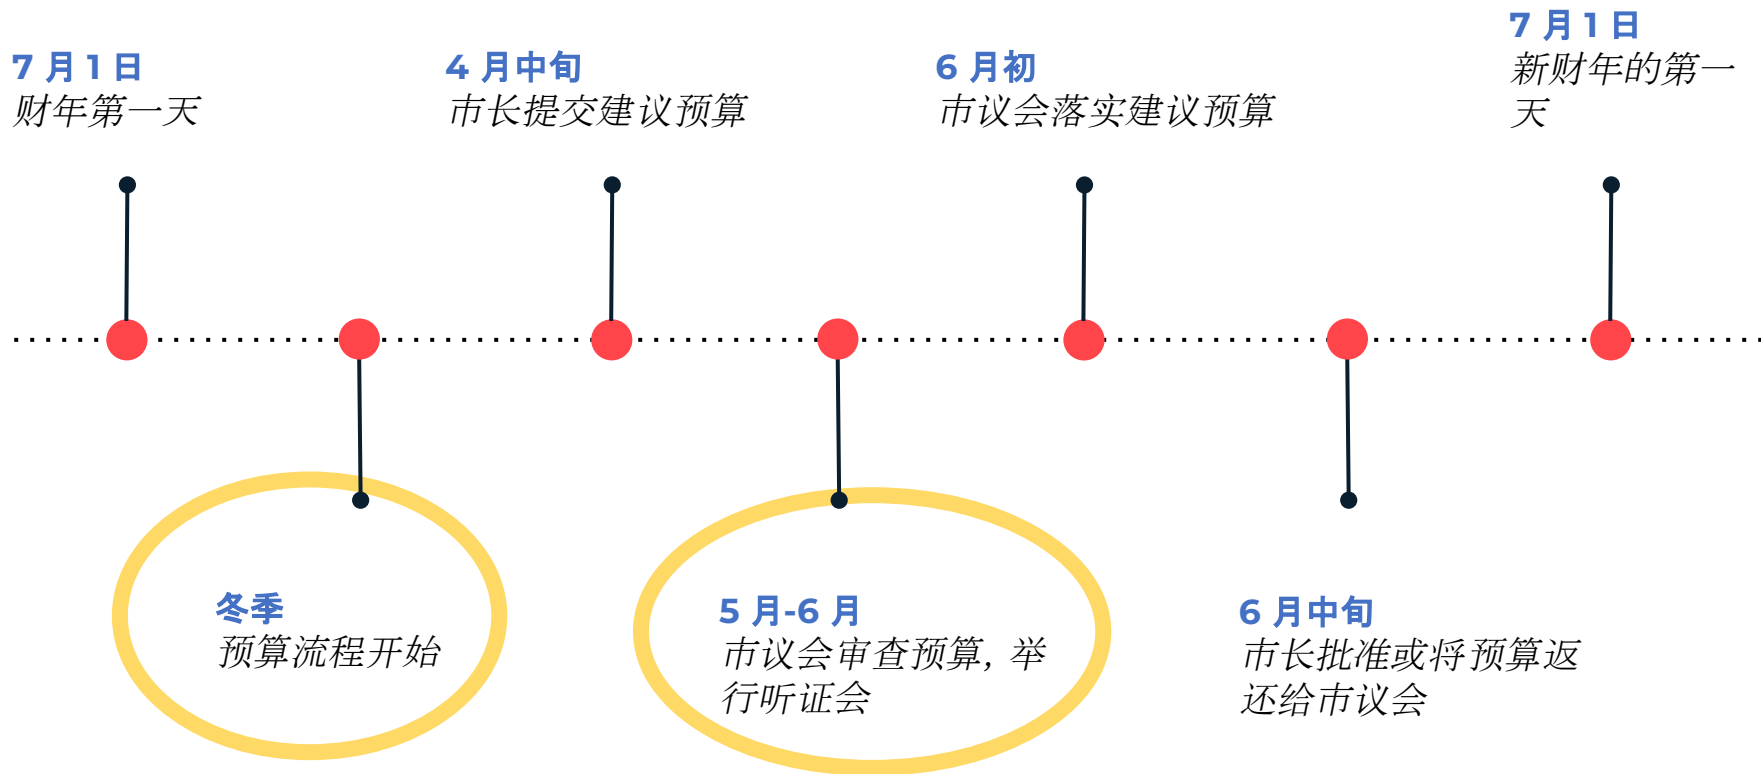 7 月 1 日
财年第一天
4 月中旬
市长提交建议预算
6 月初
市议会落实建议预算
7 月 1 日
新财年的第一
天
冬季
预算流程开始
5 月-6 月
市议会审查预算, 举
行听证会
6 月中旬
市长批准或将预算返
还给市议会